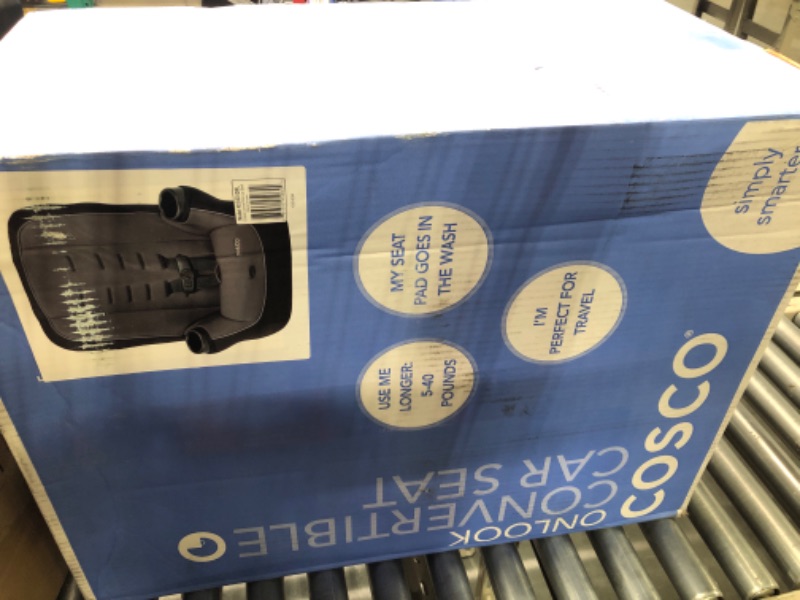 simply
smarter
MY SEAT
PAD GOES IN
THE WASH
I'M
PERFECT FOR
TRAVEL
USE ME
LONGER:
5-40
POUNDS
COSCO®
ONLOOK
CONVERTIBLE
CAR SEAT